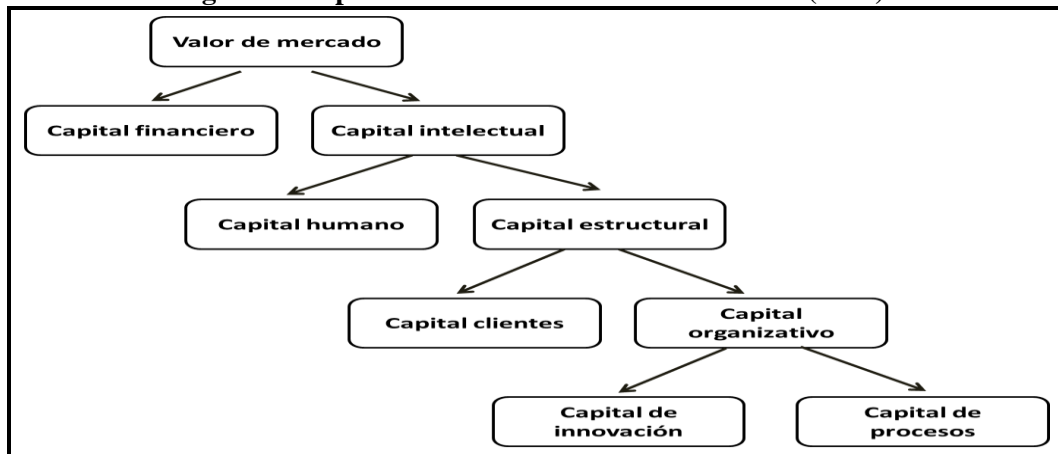 Valor de mercado
Capital financiero
Capital intelectual
Capital humano
Capital estructural
Capital clientes
Capital
organizativo
Capital de
innovación
Capital de
procesos